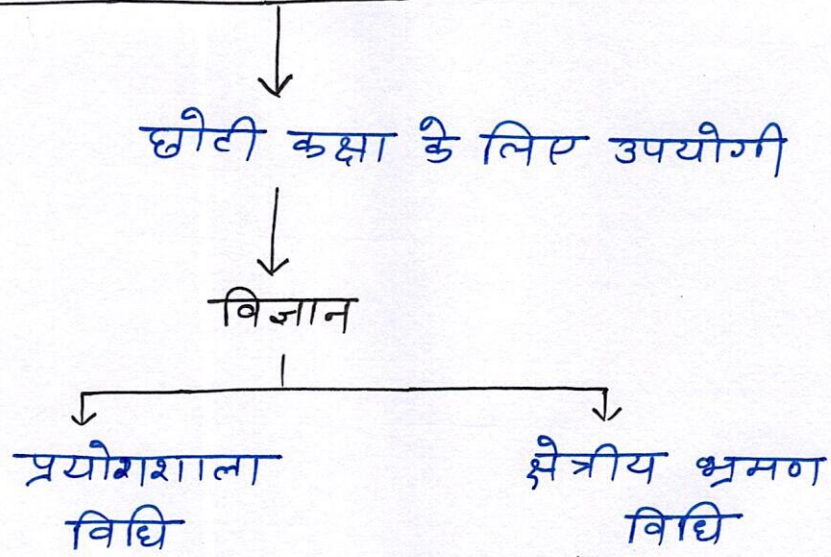 छोटी कक्षा के लिए उपयोगी
विज्ञान
प्रयोगशाला क्षेत्रीय भ्रमण
विधि विधि